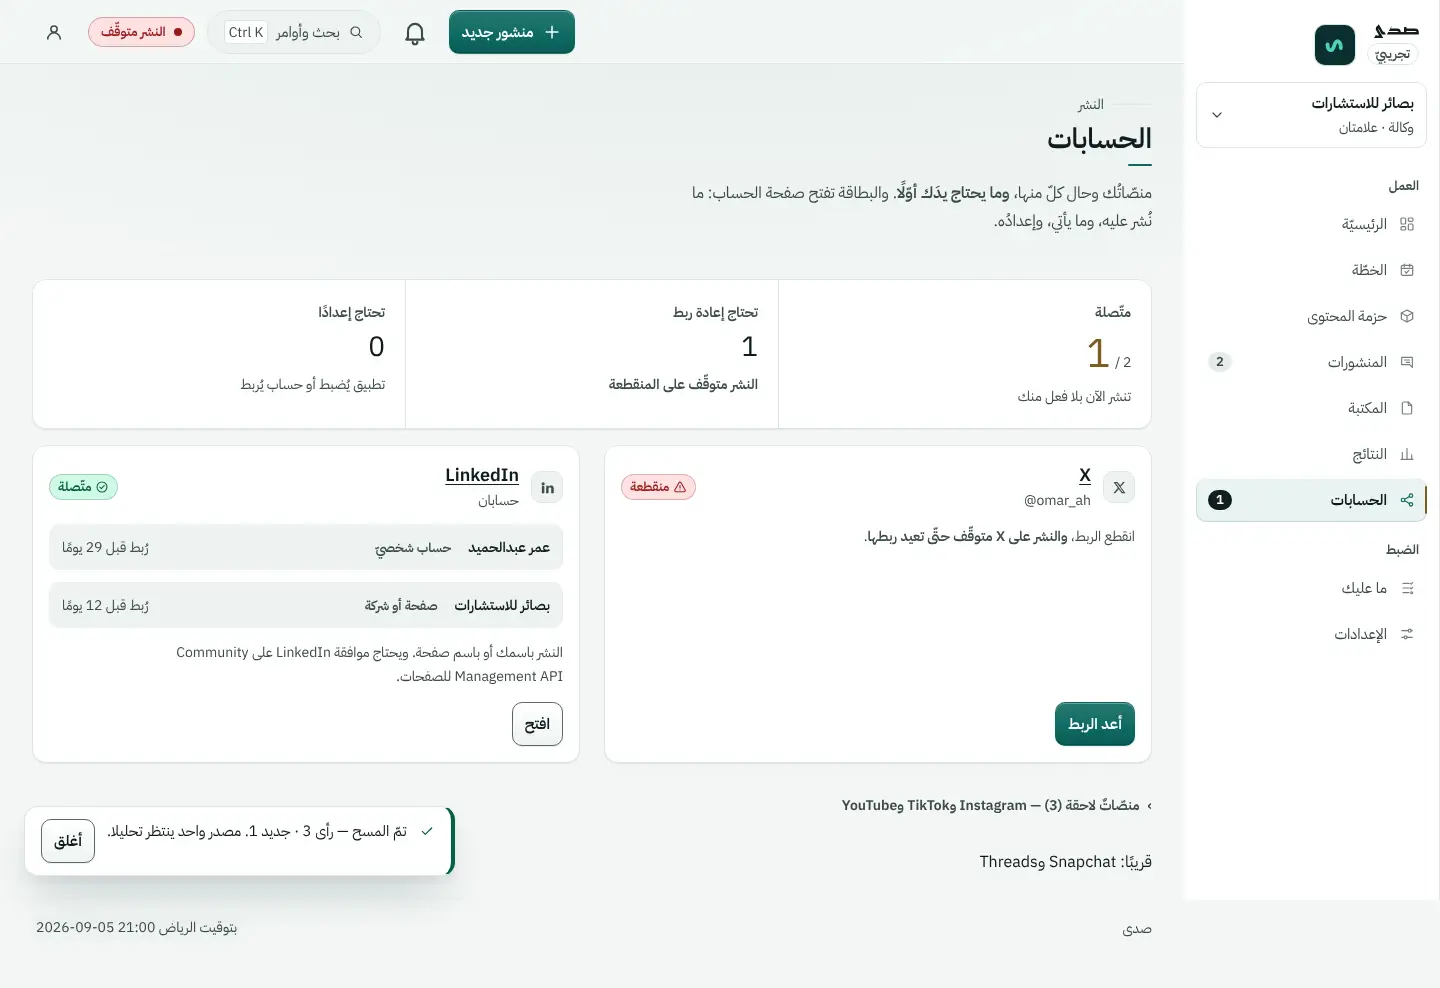 صدى
تجريبيّ
بصائر للاستشارات
وكالة · علامتان
العمل
الرئيسيّة
الخطّة
حزمة المحتوى
المنشورات 2
المكتبة
النتائج
الحسابات 1
الضبط
ما عليك
الإعدادات
منشور جديد
بحث وأوامر Ctrl K
النشر متوقّف
النشر
الحسابات
منصّاتُك وحال كلّ منها، وما يحتاج يدَك أوّلًا. والبطاقة تفتح صفحة الحساب: ما
نُشر عليه، وما يأتي، وإعدادُه.
متّصلة
1 / 2
تنشر الآن بلا فعل منك
تحتاج إعادة ربط
1
النشر متوقّف على المنقطعة
تحتاج إعدادًا
0
تطبيق يُضبط أو حساب يُربط
X
@omar_ah
منقطعة
انقطع الربط، والنشر على X متوقّف حتّى تعيد ربطها.
أعد الربط
LinkedIn
حسابان
متّصلة
عمر عبدالحميد حساب شخصيّ رُبط قبل 29 يومًا
بصائر للاستشارات صفحة أو شركة رُبط قبل 12 يومًا
النشر باسمك أو باسم صفحة. ويحتاج موافقة LinkedIn على Community
Management API للصفحات.
افتح
منصّاتٌ لاحقة (3) — Instagram وTikTok وYouTube
قريبًا: Snapchat وThreads
تمّ المسح — رأى 3 · جديد 1. مصدر واحد ينتظر تحليلا.
أغلق
صدى
بتوقيت الرياض 21:00 2026-09-05